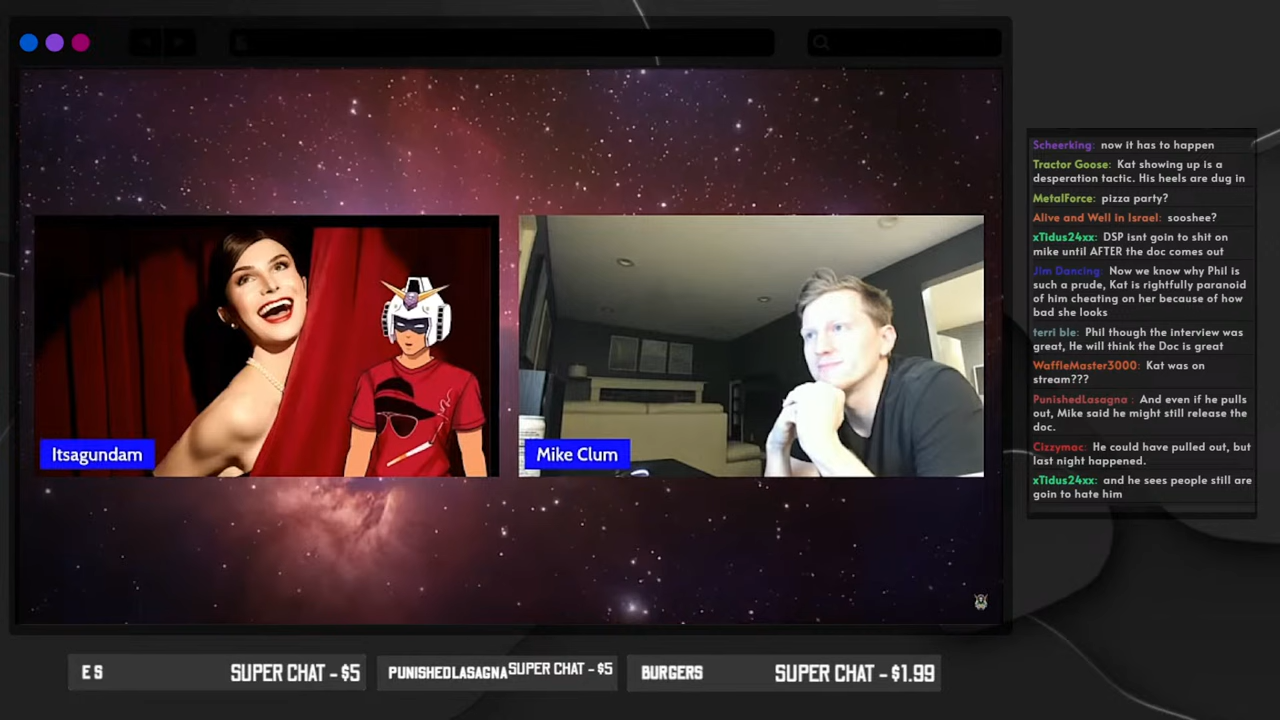 Itsagundam
Mike Clum
Scheerking: now it has to happen
Tractor Goose: Kat showing up is a
desperation tactic. His heels are dug in
MetalForce: pizza party?
Alive and Well in Israel: sooshee?
xTidus24xx: DSP isnt goin to shit on
mike until AFTER the doc comes out
Jim Dancing: Now we know why Phil is
such a prude, Kat is rightfully paranoid
of him cheating on her because of how
bad she looks
terri ble: Phil though the interview was
great, He will think the Doc is great
WaffleMaster3000: Kat was on
stream???
PunishedLasagna : And even if he pulls
out, Mike said he might still release the
doc.
Cizzymac: He could have pulled out, but
last night happened.
xTidus24xx: and he sees people still are
goin to hate him
E S SUPER CHAT - $5
PUNISHEDLASAGNA SUPER CHAT - $5
BURGERS SUPER CHAT - $1.99